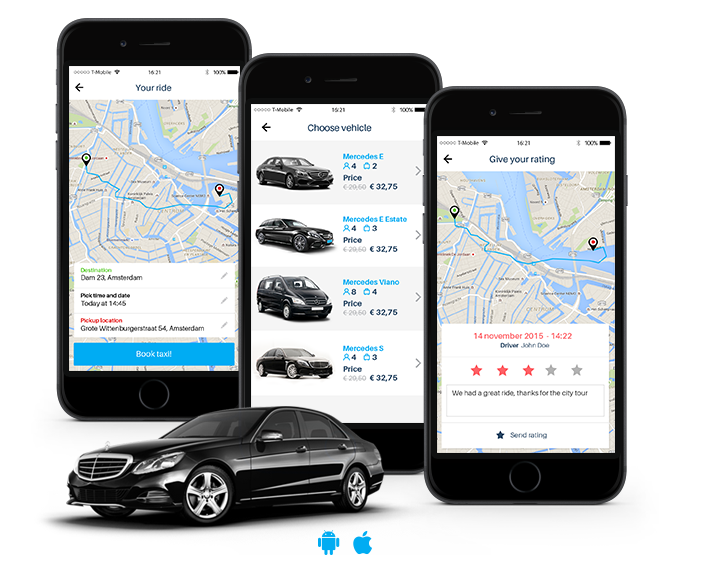 T-Mobile 16:21 100%
Your ride
Destination
Dam 23, Amsterdam
Pick time and date
Today at 14:45
Pickup location
Grote Wittenburgerstraat 54, Amsterdam
Book taxi!
T-Mobile 16:21 100%
Choose vehicle
Mercedes E
4 2
Price
€ 29,50 € 32,75
Mercedes E Estate
4 3
Price
€ 29,50 € 32,75
Mercedes Viano
8 4
Price
€ 29,50 € 32,75
Mercedes S
4 3
Price
€ 29,50 € 32,75
T-Mobile 16:21 100%
Give your rating
14 november 2015 - 14:22
Driver John Doe
We had a great ride, thanks for the city tour
Send rating